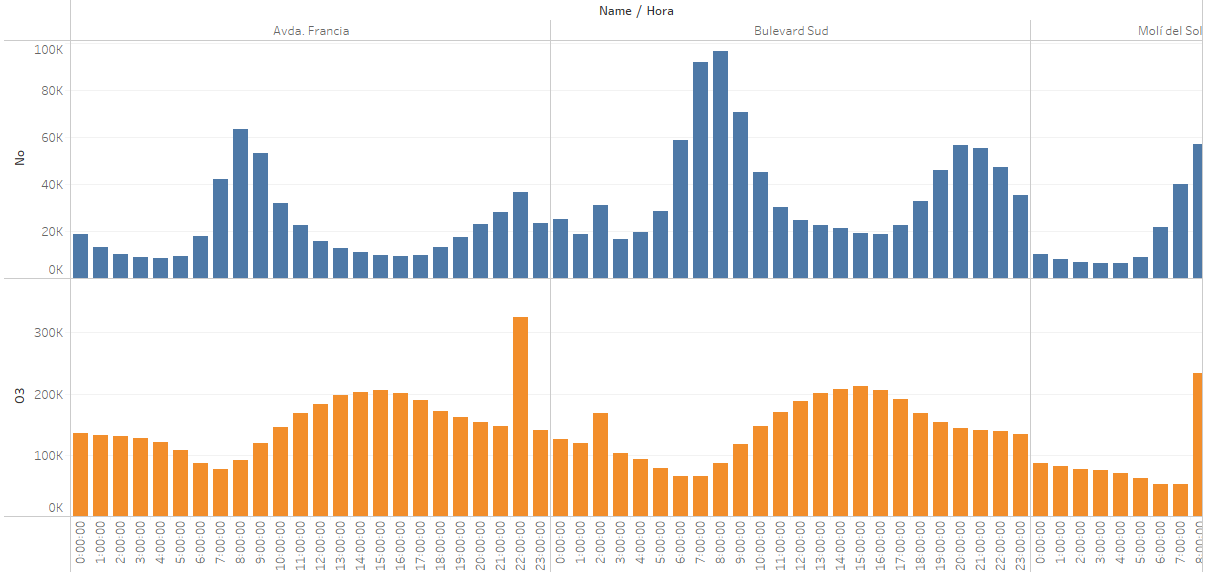 Name / Hora
Avda. Francia
Bulevard Sud
Molí del Sol
No
100K
80K
60K
40K
20K
0K
O3
300K
200K
100K
0K
0:00:00 1:00:00 2:00:00 3:00:00 4:00:00 5:00:00 6:00:00 7:00:00 8:00:00 9:00:00 10:00:00 11:00:00 12:00:00 13:00:00 14:00:00 15:00:00 16:00:00 17:00:00 18:00:00 19:00:00 20:00:00 21:00:00 22:00:00 23:00:00
0:00:00 1:00:00 2:00:00 3:00:00 4:00:00 5:00:00 6:00:00 7:00:00 8:00:00 9:00:00 10:00:00 11:00:00 12:00:00 13:00:00 14:00:00 15:00:00 16:00:00 17:00:00 18:00:00 19:00:00 20:00:00 21:00:00 22:00:00 23:00:00
0:00:00 1:00:00 2:00:00 3:00:00 4:00:00 5:00:00 6:00:00 7:00:00 8:00:00